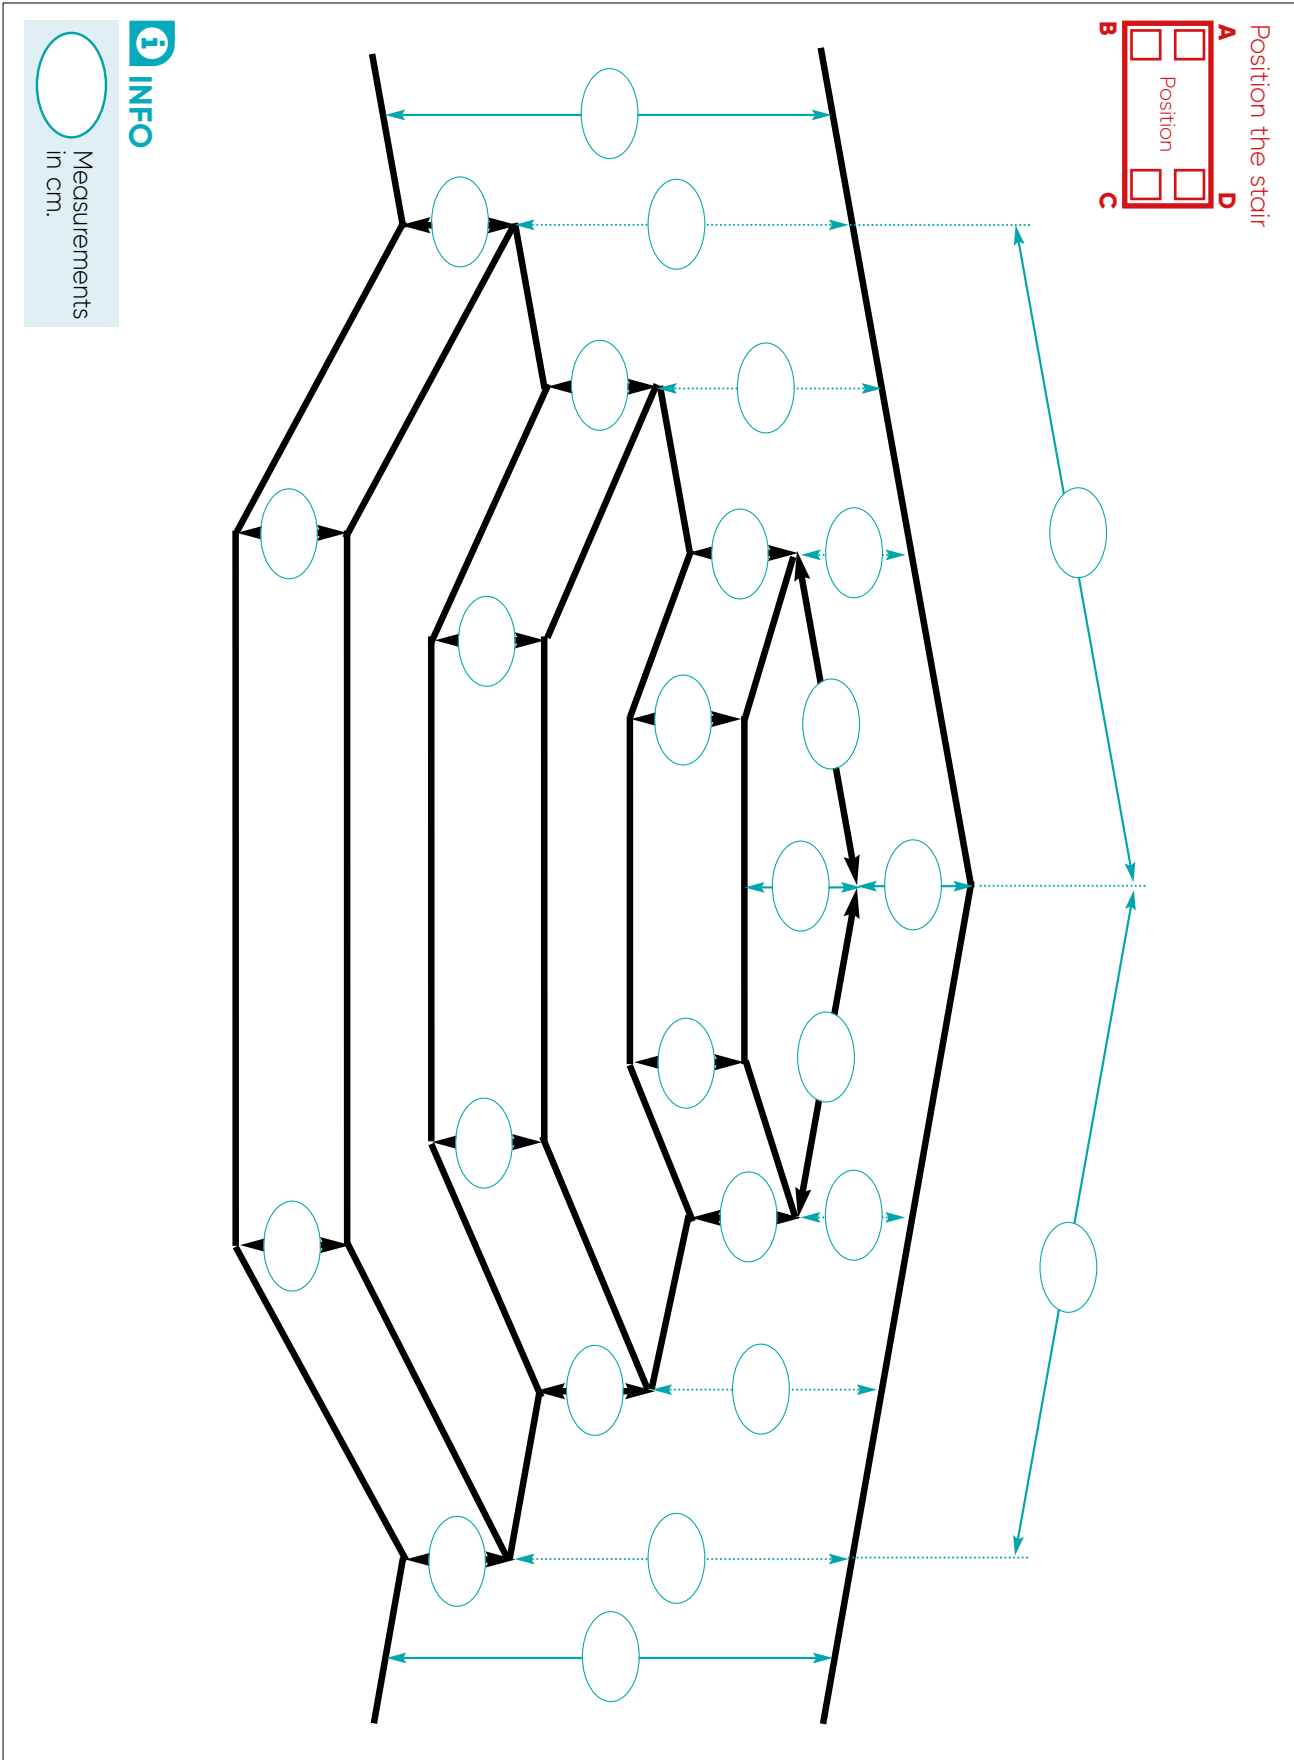 Position the stair
A
D
Position
B
C
i INFO
Measurements
in cm.